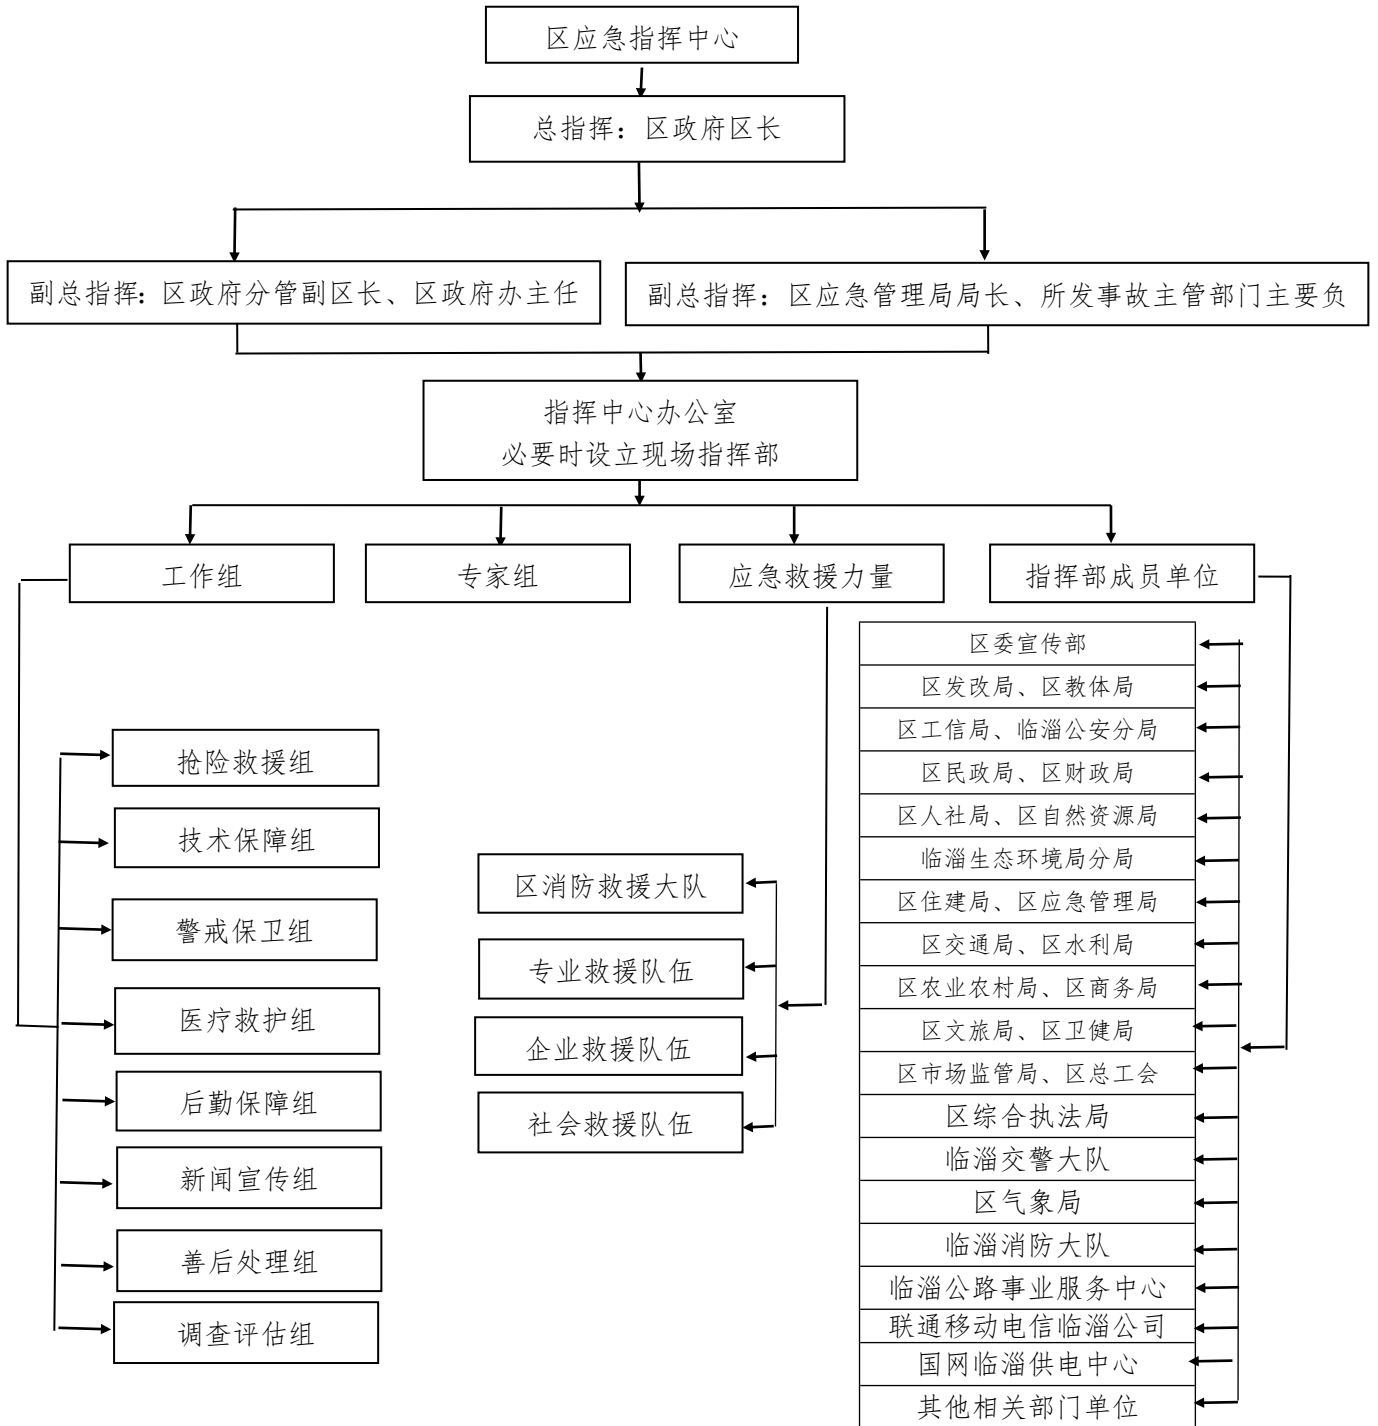 区应急指挥中心
总指挥：区政府区长
副总指挥：区政府分管副区长、区政府办主任
副总指挥：区应急管理局局长、所发事故主管部门主要负
指挥中心办公室
必要时设立现场指挥部
工作组
专家组
应急救援力量
指挥部成员单位
抢险救援组
技术保障组
警戒保卫组
医疗救护组
后勤保障组
新闻宣传组
善后处理组
调查评估组
区消防救援大队
专业救援队伍
企业救援队伍
社会救援队伍
区委宣传部
区发改局、区教体局
区工信局、临淄公安分局
区民政局、区财政局
区人社局、区自然资源局
临淄生态环境局分局
区住建局、区应急管理局
区交通局、区水利局
区农业农村局、区商务局
区文旅局、区卫健局
区市场监管局、区总工会
区综合执法局
临淄交警大队
区气象局
临淄消防大队
临淄公路事业服务中心
联通移动电信临淄公司
国网临淄供电中心
其他相关部门单位